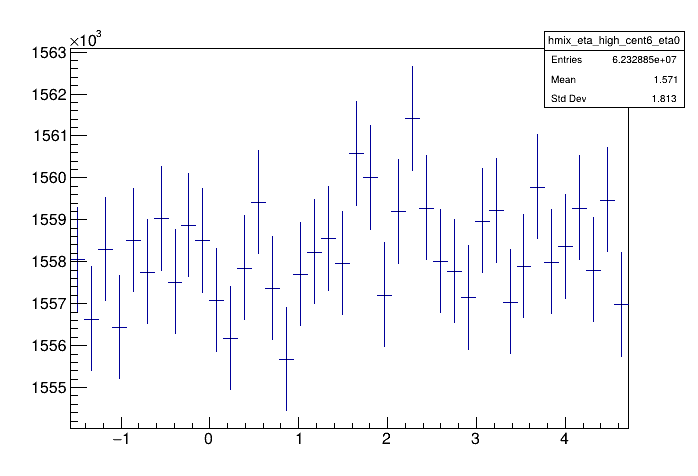 ×10³
hmix_eta_high_cent6_eta0
Entries 6.232885e+07
Mean 1.571
Std Dev 1.813
1563
1562
1561
1560
1559
1558
1557
1556
1555
−1 0 1 2 3 4